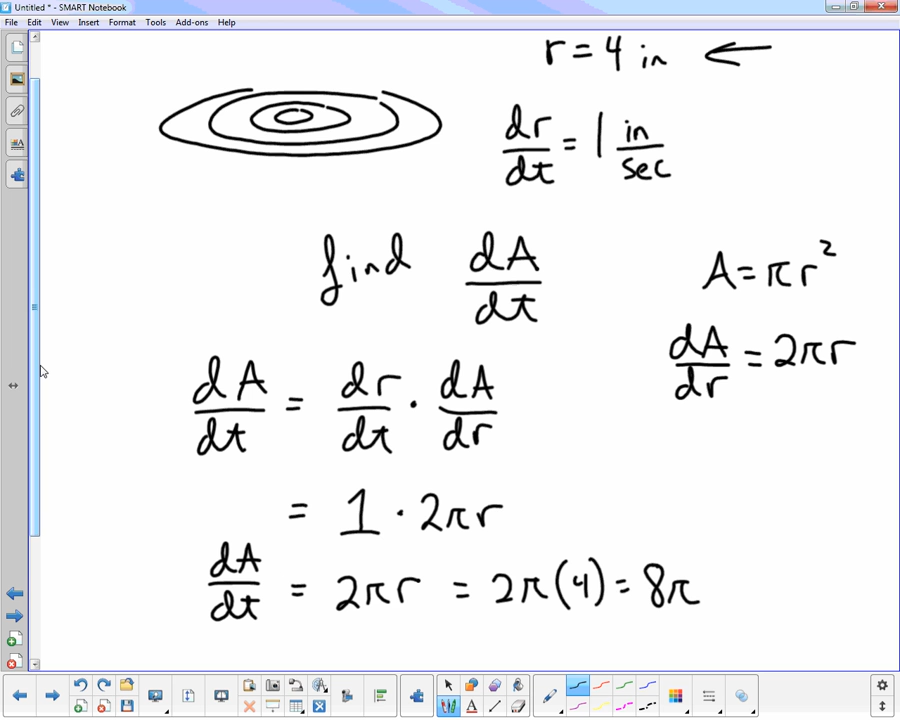 Untitled * - SMART Notebook
File Edit View Insert Format Tools Add-ons Help
r = 4 in ←
dr/dt = 1 in/sec
find dA/dt
A = πr²
dA/dr = 2πr
dA/dt = dr/dt · dA/dr
= 1 · 2πr
dA/dt = 2πr = 2π(4) = 8π